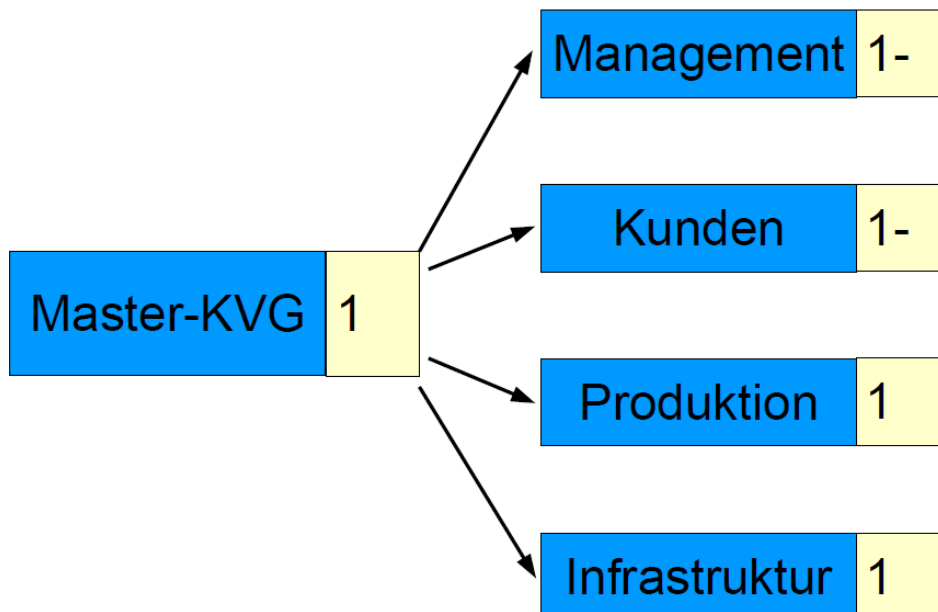 Management 1-
Kunden 1-
Master-KVG 1
Produktion 1
Infrastruktur 1